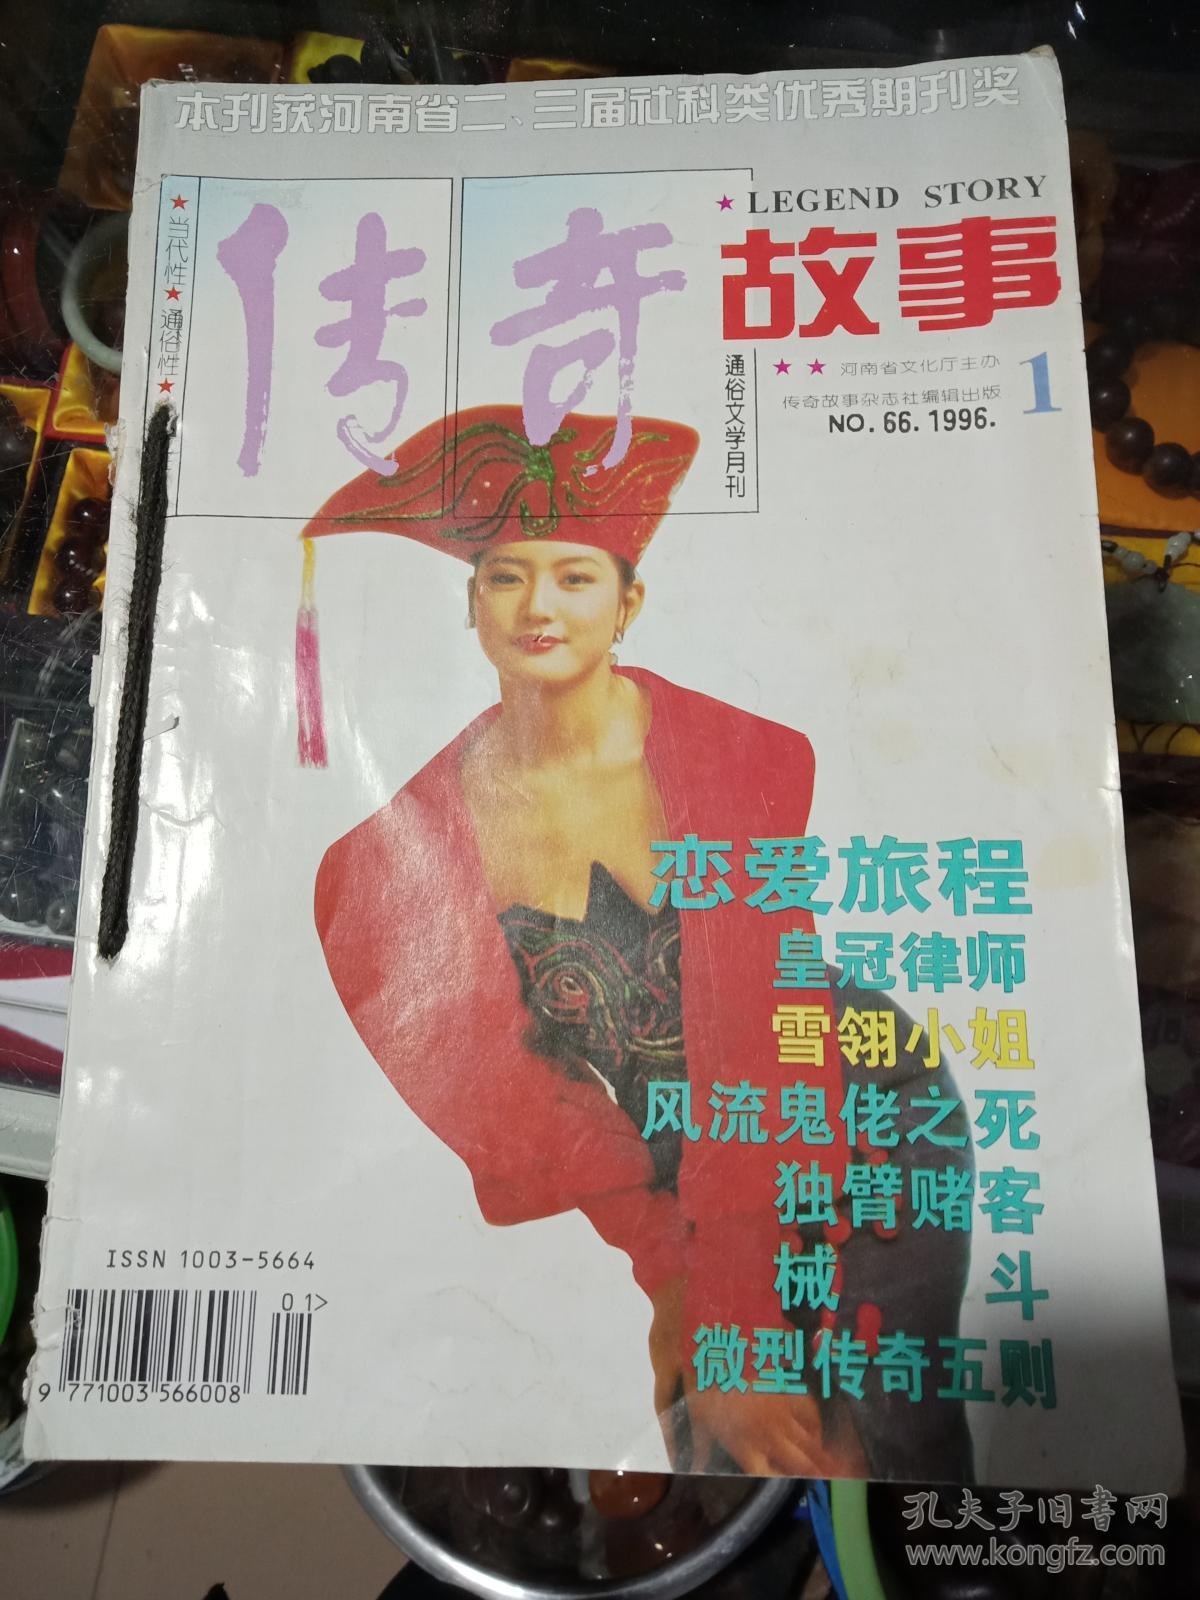 本刊获河南省二、三届社科类优秀期刊奖
★当代性★通俗性★
传奇
★LEGEND STORY
故事
通俗文学月刊
★★河南省文化厅主办
传奇故事杂志社编辑出版
1
NO.66.1996.
恋爱旅程
皇冠律师
雪翎小姐
风流鬼佬之死
独臂赌客
械斗
微型传奇五则
ISSN 1003-5664
01>
9 771003 566008
孔夫子旧书网
www.kongfz.com